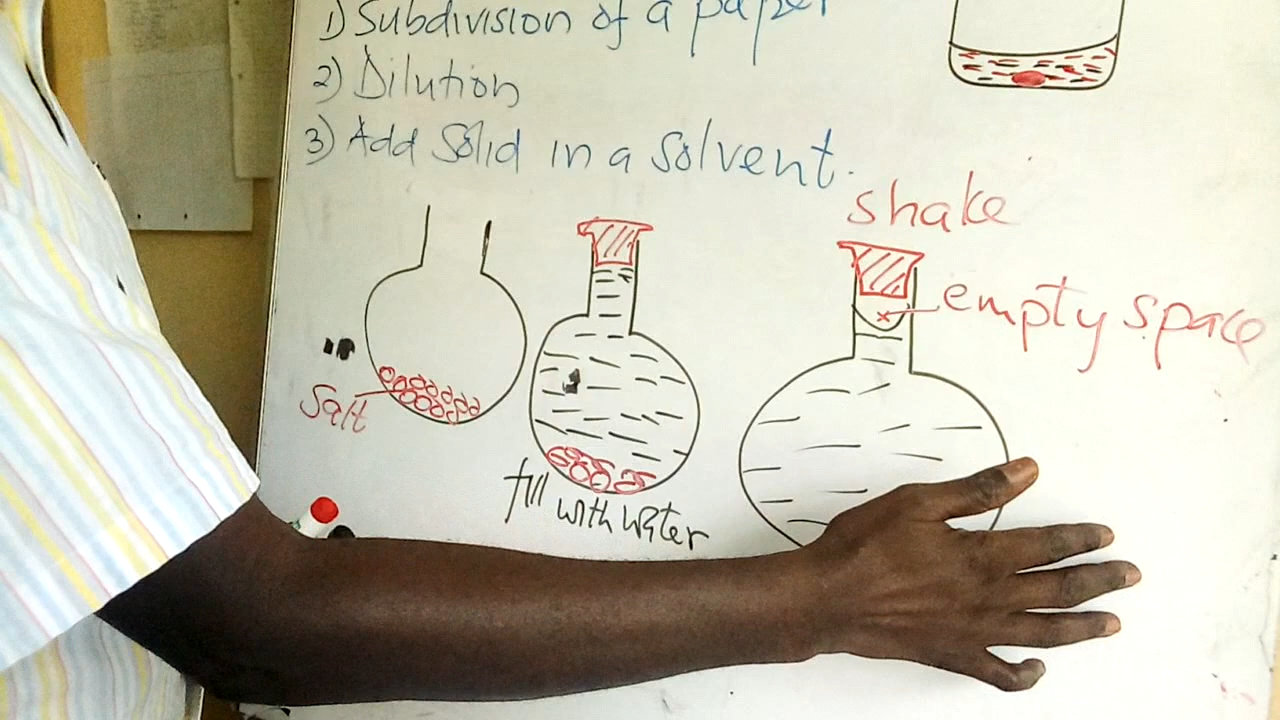 1) Subdivision of a paper
2) Dilution
3) Add Solid in a Solvent.
shake
empty space
Salt
fill with water